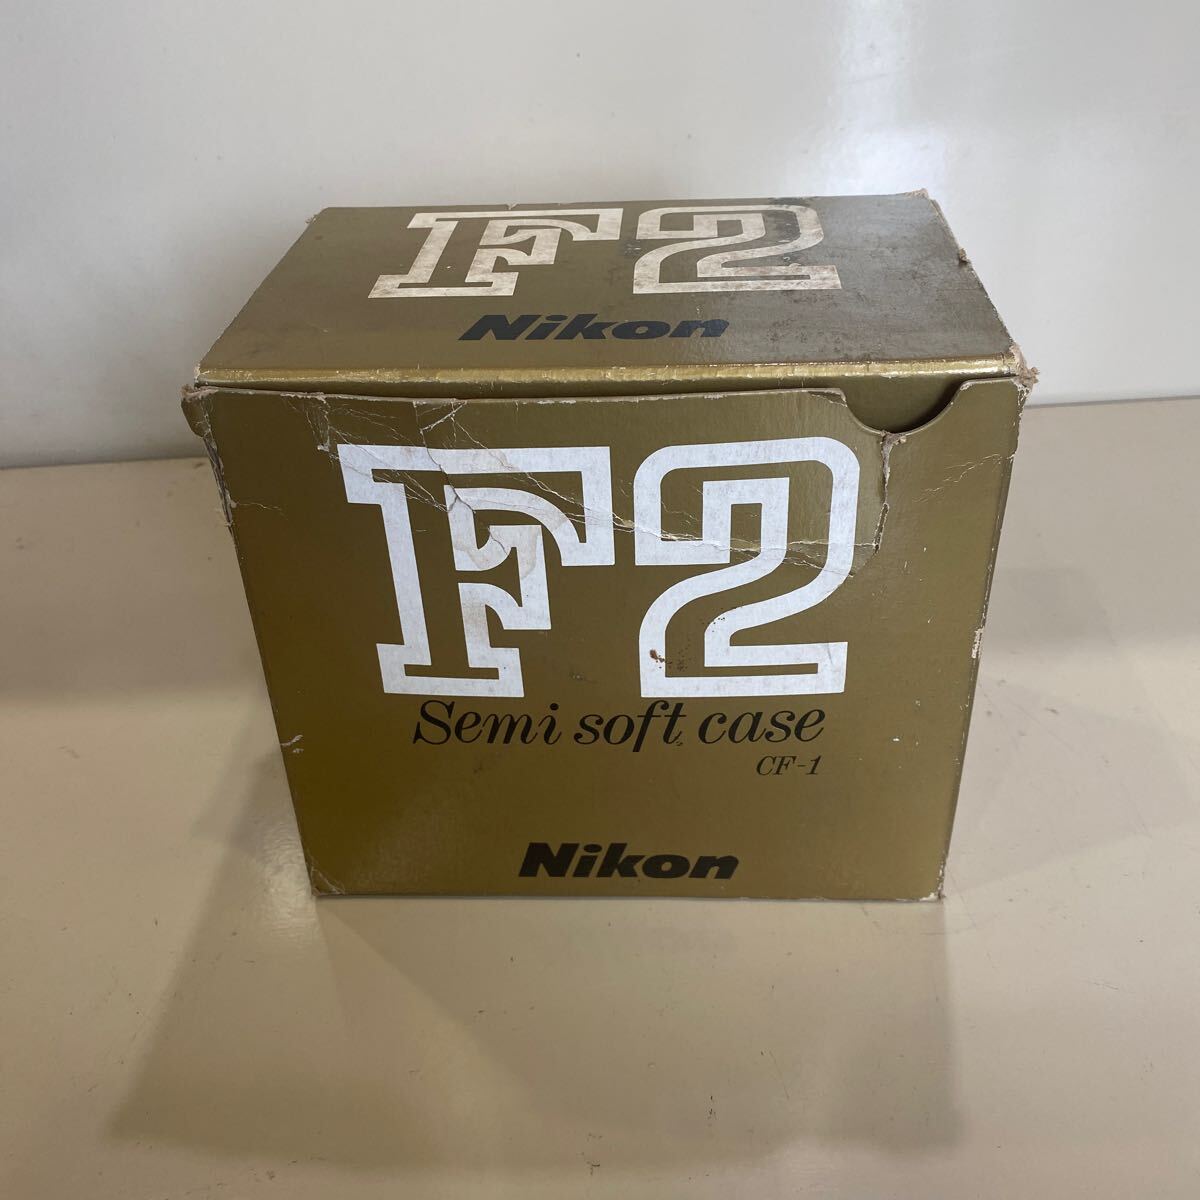 F2
Nikon
F2
Semi soft case
CF-1
Nikon